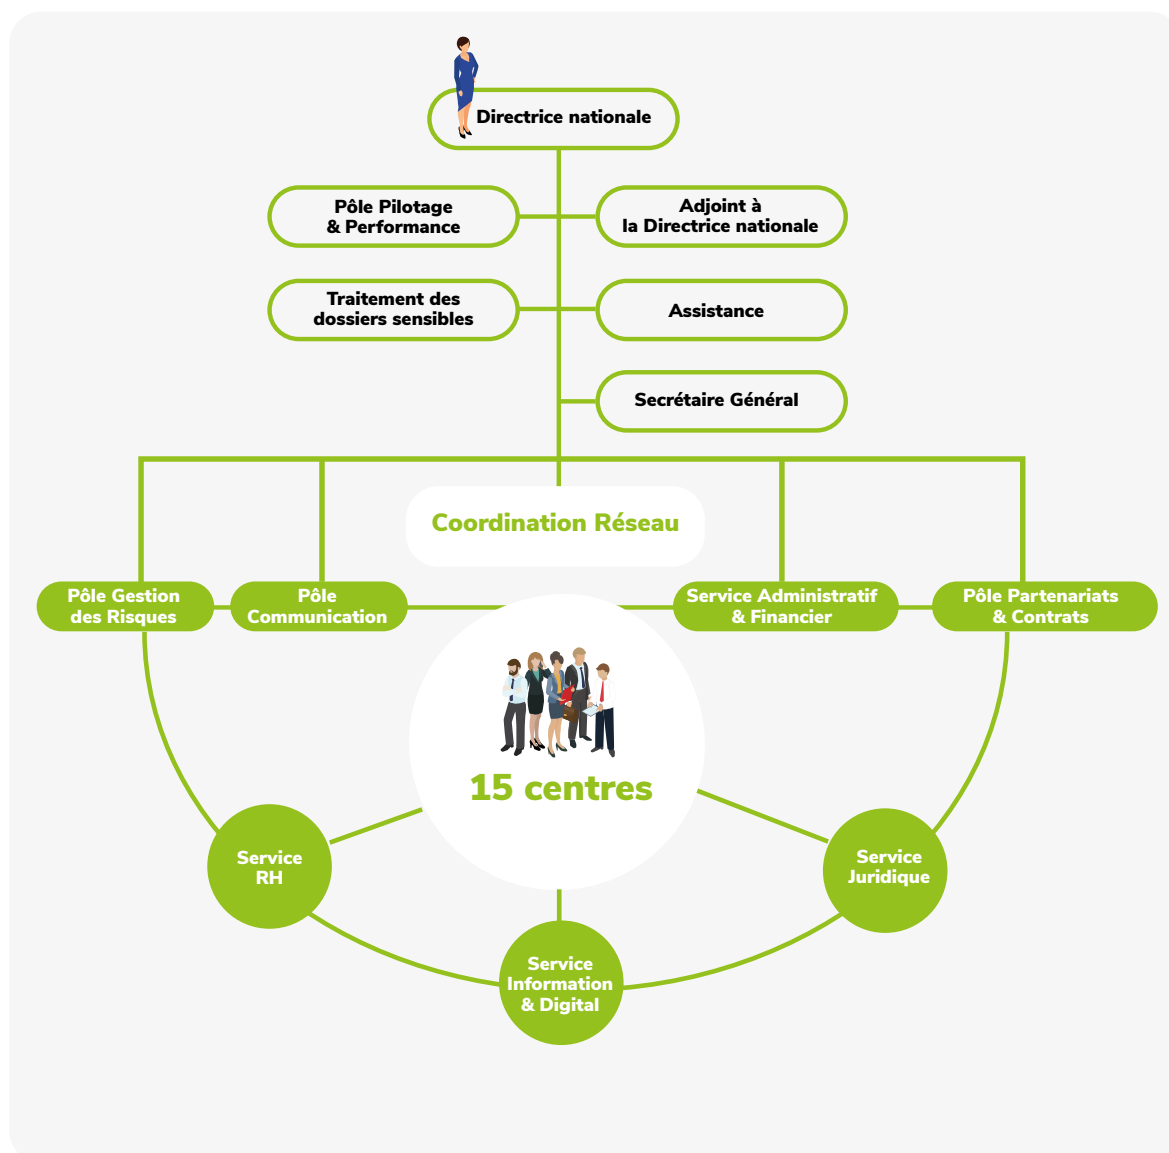 Directrice nationale
Pôle Pilotage
& Performance
Adjoint à
la Directrice nationale
Traitement des
dossiers sensibles
Assistance
Secrétaire Général
Coordination Réseau
Pôle Gestion
des Risques
Pôle
Communication
Service Administratif
& Financier
Pôle Partenariats
& Contrats
15 centres
Service
RH
Service
Juridique
Service
Information
& Digital